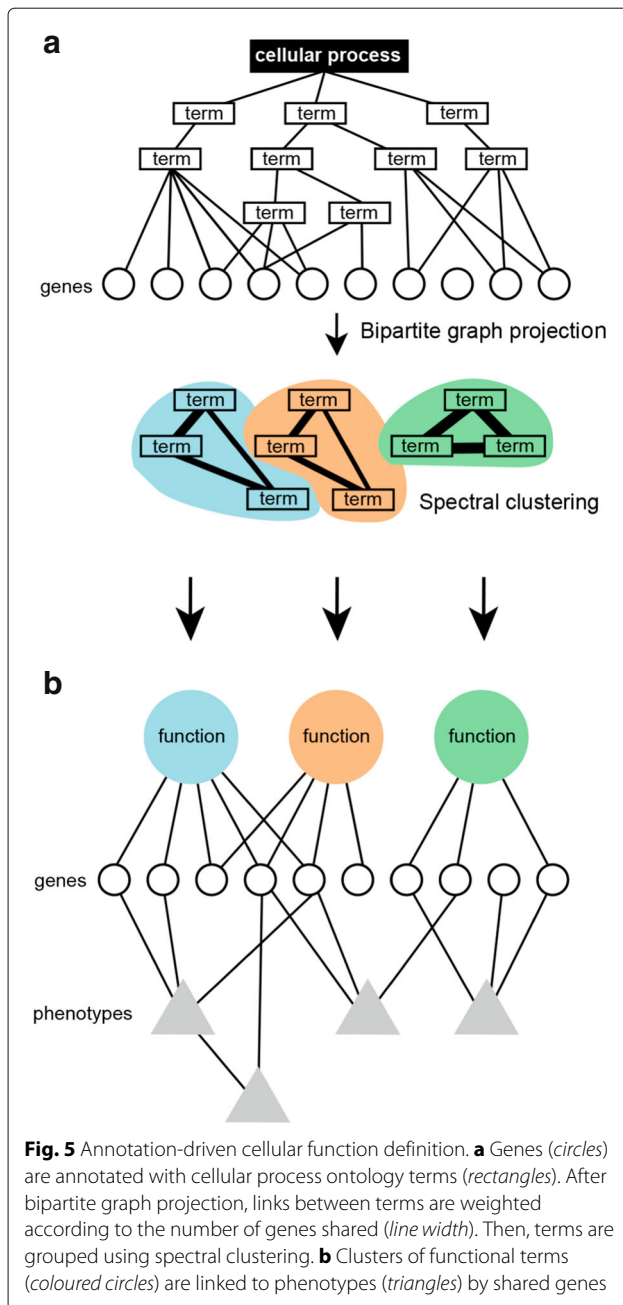 a
cellular process
term term term
term term term term
term term
genes
Bipartite graph projection
term term
term term term term
term term
Spectral clustering
b
function function function
genes
phenotypes
Fig. 5 Annotation-driven cellular function definition. a Genes (circles)
are annotated with cellular process ontology terms (rectangles). After
bipartite graph projection, links between terms are weighted
according to the number of genes shared (line width). Then, terms are
grouped using spectral clustering. b Clusters of functional terms
(coloured circles) are linked to phenotypes (triangles) by shared genes